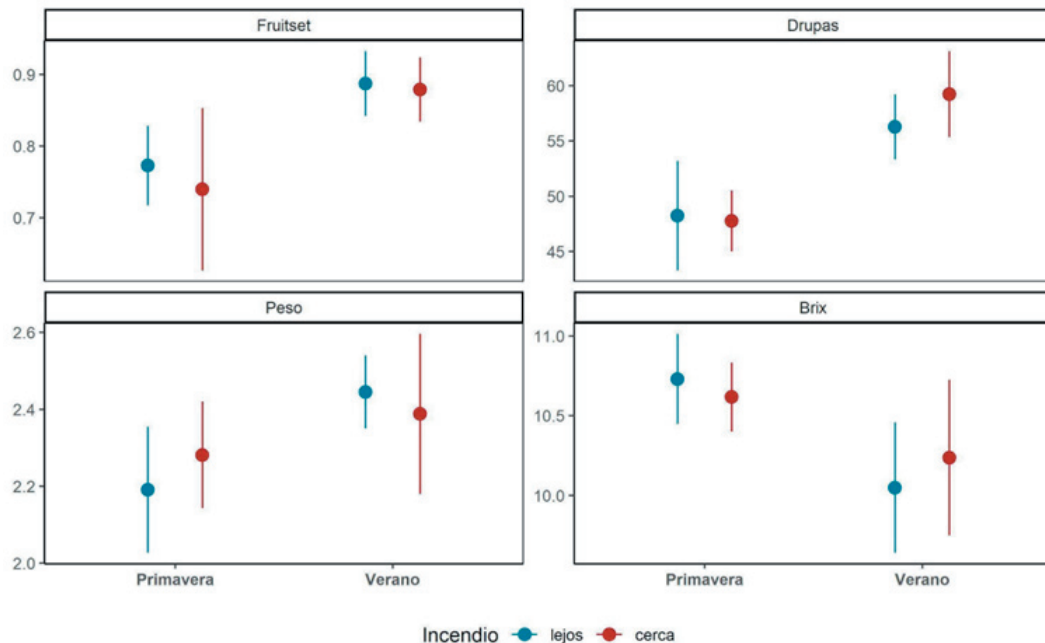 Fruitset
Drupas
0.9
0.8
0.7
60
55
50
45
Peso
Brix
2.6
2.4
2.2
2.0
11.0
10.5
10.0
Primavera
Verano
Primavera
Verano
Incendio lejos cerca